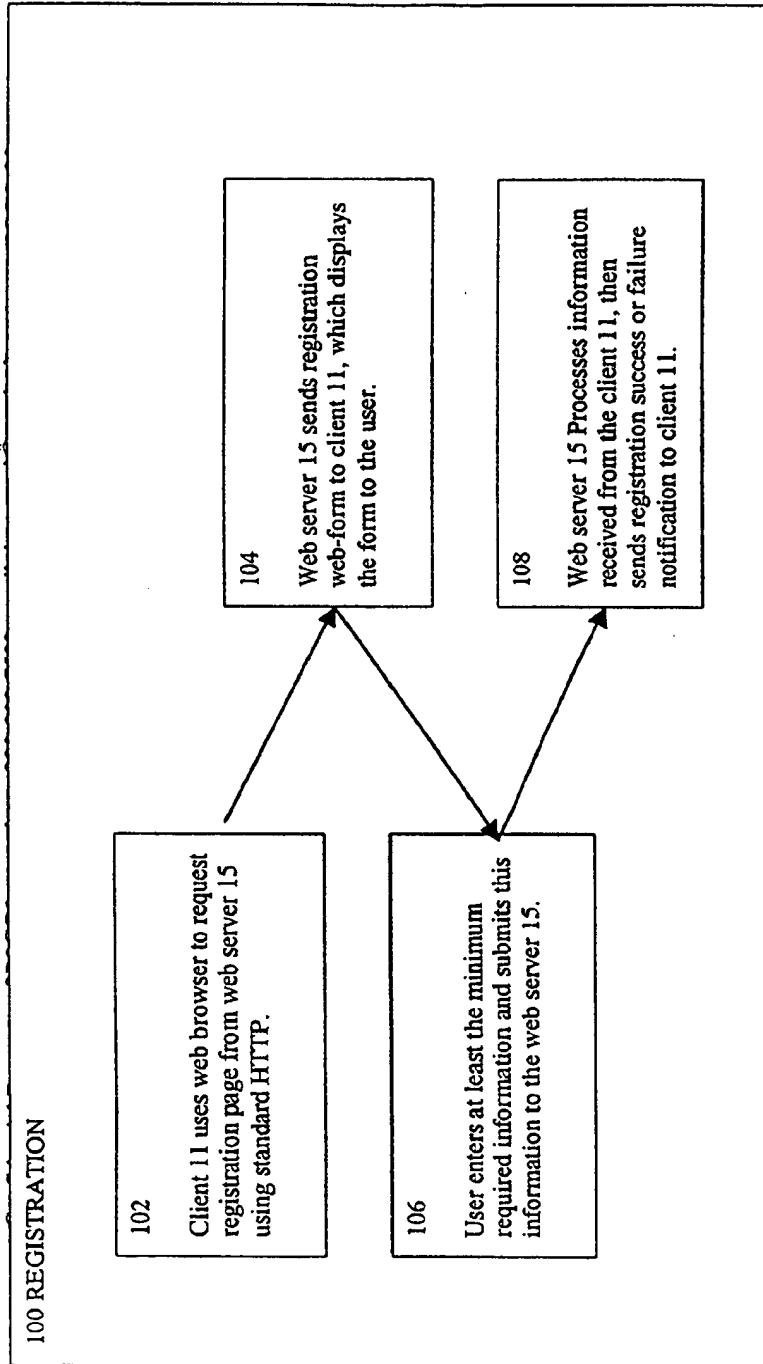 100 REGISTRATION
102
Client 11 uses web browser to request
registration page from web server 15
using standard HTTP.
104
Web server 15 sends registration
web-form to client 11, which displays
the form to the user.
106
User enters at least the minimum
required information and submits this
information to the web server 15.
108
Web server 15 Processes information
received from the client 11, then
sends registration success or failure
notification to client 11.